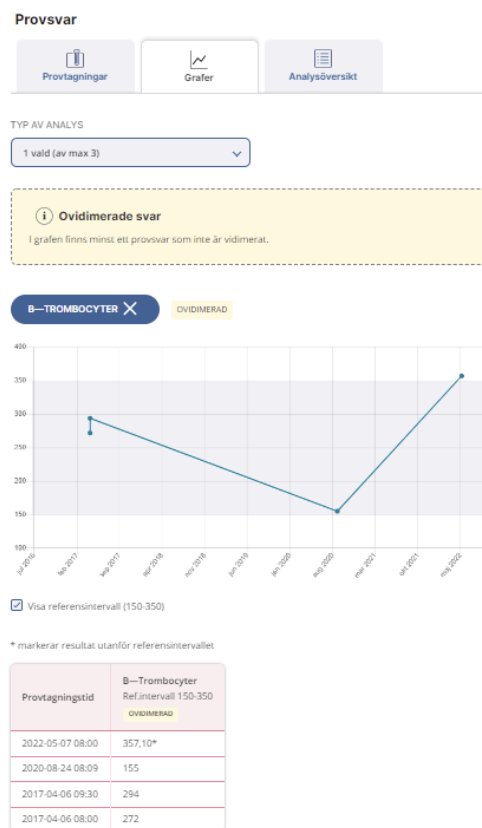 Provsvar
Provtagningar
Grafer
Analysöversikt
TYP AV ANALYS
1 vald (av max 3)
Ovidimerade svar
I grafen finns minst ett provsvar som inte är vidimerat.
B—TROMBOCYTER
OVIDIMERAD
400
350
300
250
200
150
100
jul 2016
feb 2017
sep 2017
apr 2018
nov 2018
jun 2019
jan 2020
aug 2020
mar 2021
okt 2021
maj 2022
Visa referensintervall (150-350)
* markerar resultat utanför referensintervallet
Provtagningstid
B—Trombocyter
Ref.intervall 150-350
OVIDIMERAD
2022-05-07 08:00 357,10*
2020-08-24 08:09 155
2017-04-06 09:30 294
2017-04-06 08:00 272